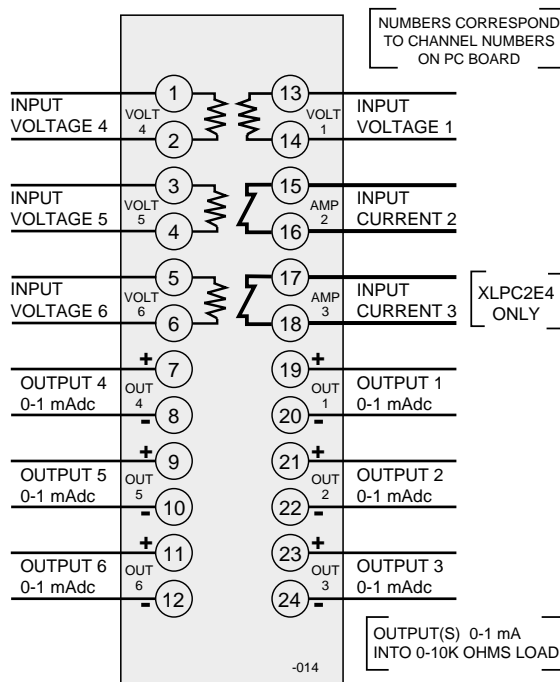 NUMBERS CORRESPOND
TO CHANNEL NUMBERS
ON PC BOARD
1
13
INPUT
VOLTAGE 4
VOLT
4
VOLT
1
INPUT
VOLTAGE 1
2
14
3
15
INPUT
VOLTAGE 5
VOLT
5
AMP
2
INPUT
CURRENT 2
4
16
5
17
INPUT
VOLTAGE 6
VOLT
6
AMP
3
INPUT
CURRENT 3
XLPC2E4
ONLY
6
18
+
7
19
+
OUTPUT 4
0-1 mAdc
OUT
4
OUT
1
OUTPUT 1
0-1 mAdc
-
8
20
-
+
9
21
+
OUTPUT 5
0-1 mAdc
OUT
5
OUT
2
OUTPUT 2
0-1 mAdc
-
10
22
-
+
11
23
+
OUTPUT 6
0-1 mAdc
OUT
6
OUT
3
OUTPUT 3
0-1 mAdc
-
12
24
-
OUTPUT(S) 0-1 mA
INTO 0-10K OHMS LOAD
-014